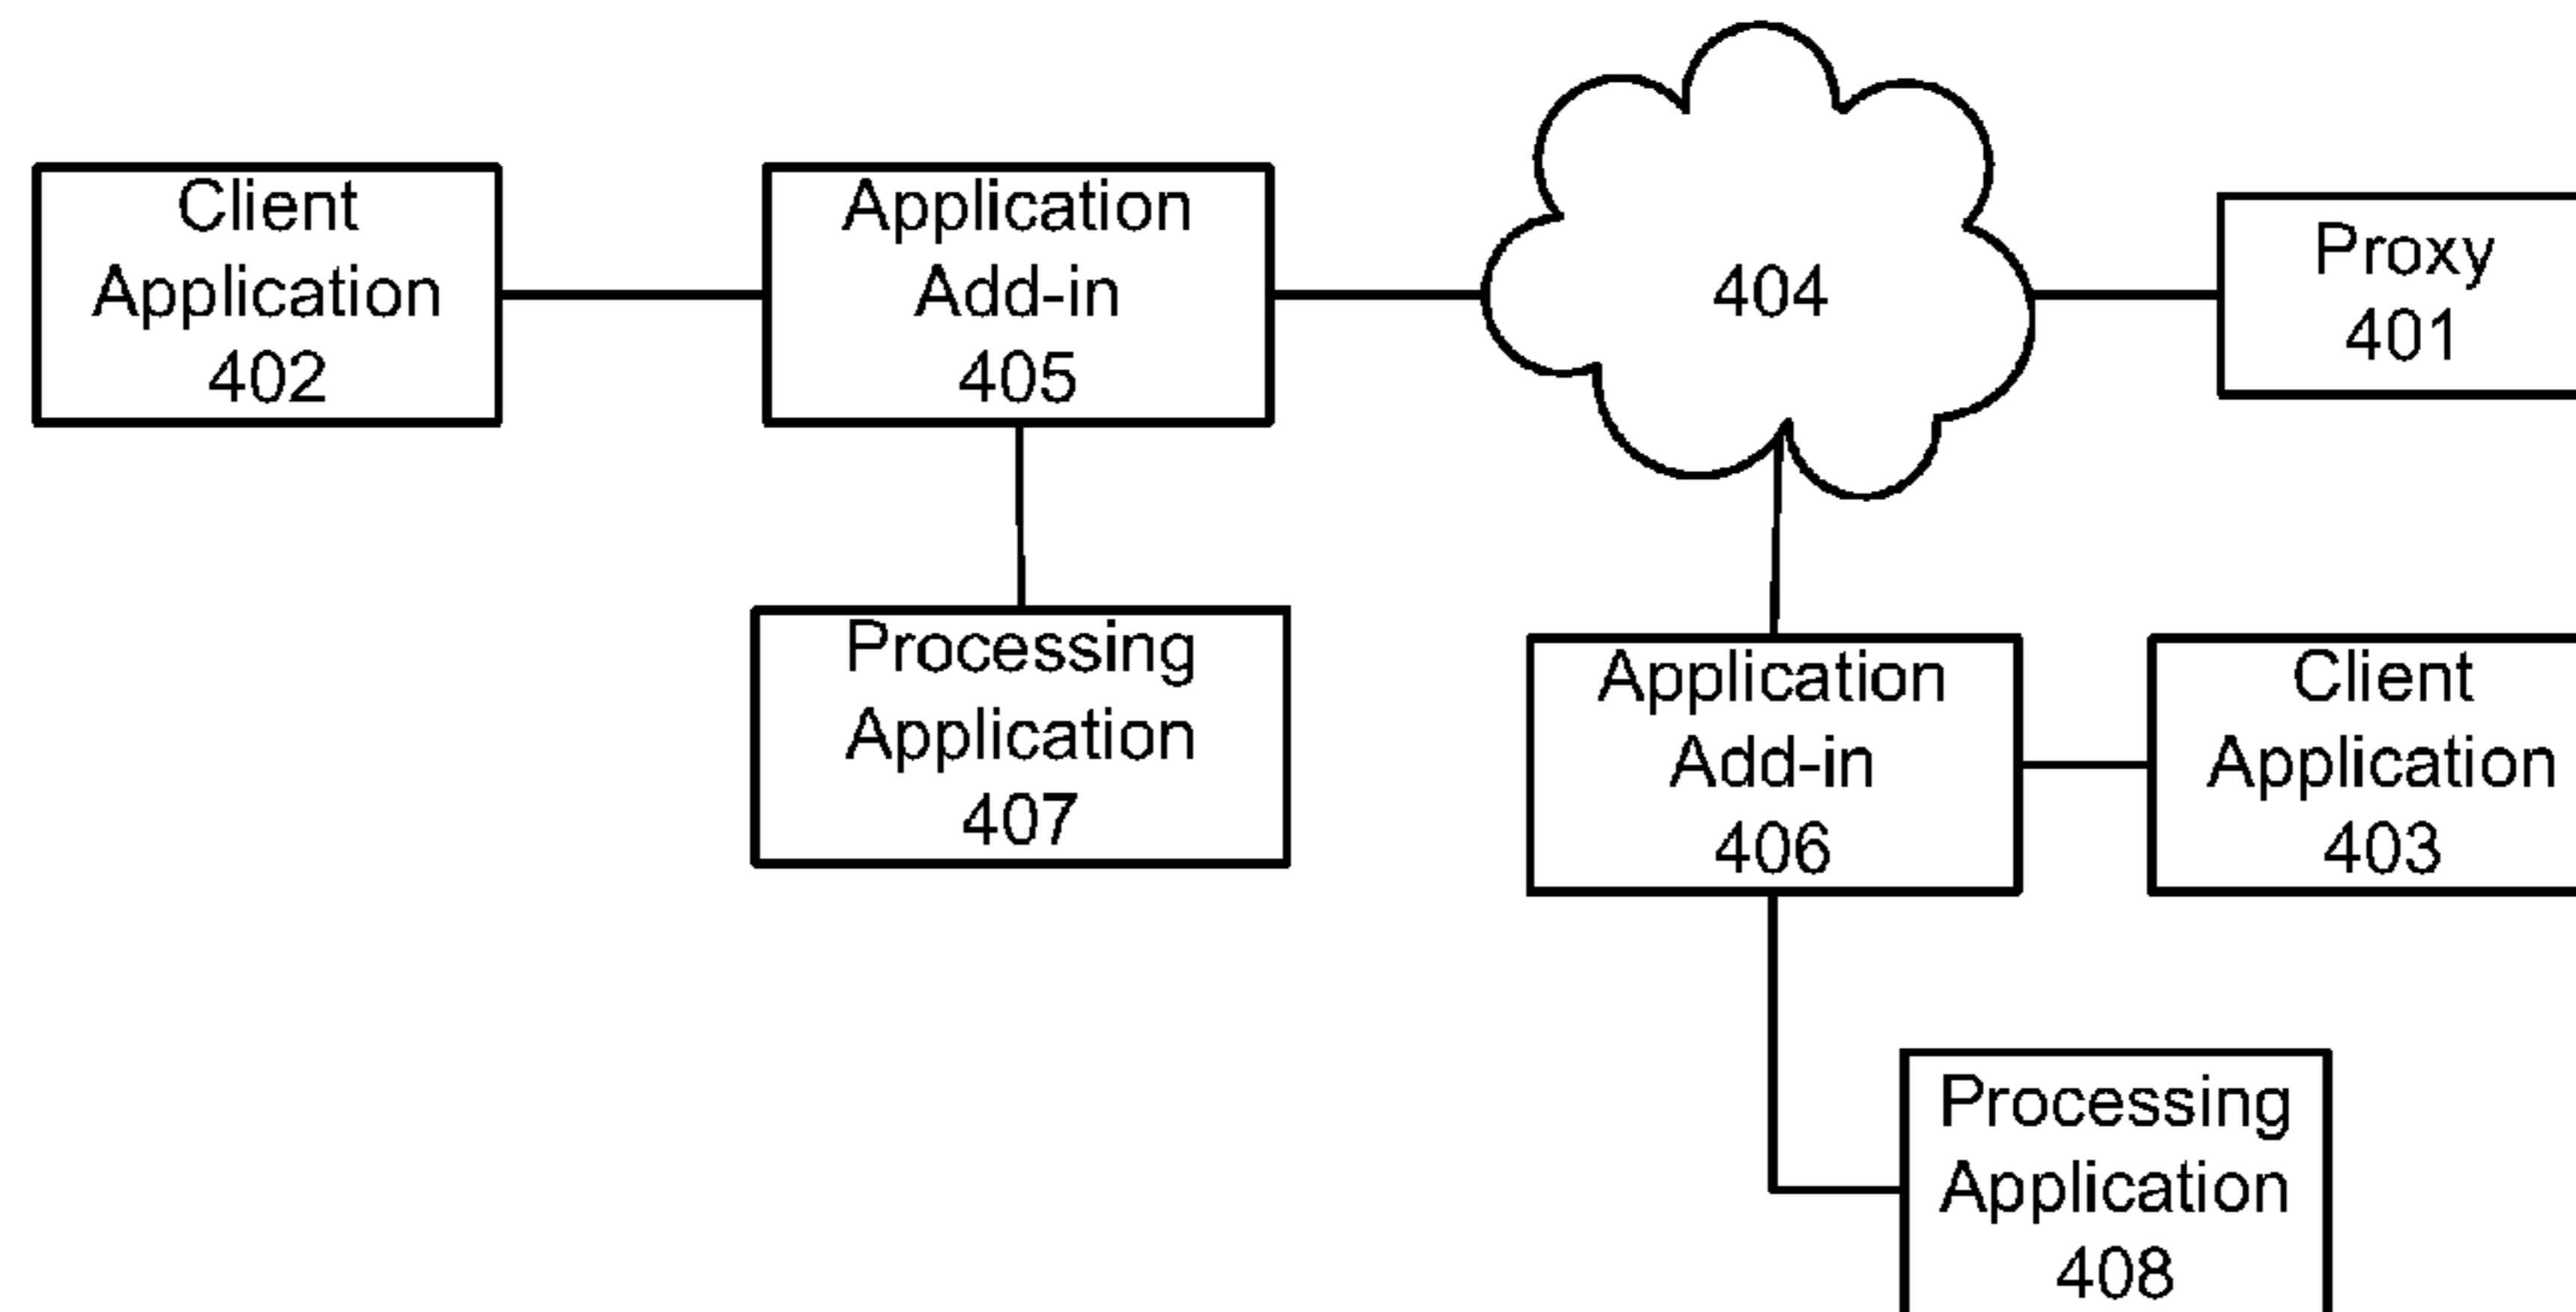 Client
Application
402
Application
Add-in
405
404
Proxy
401
Processing
Application
407
Application
Add-in
406
Client
Application
403
Processing
Application
408